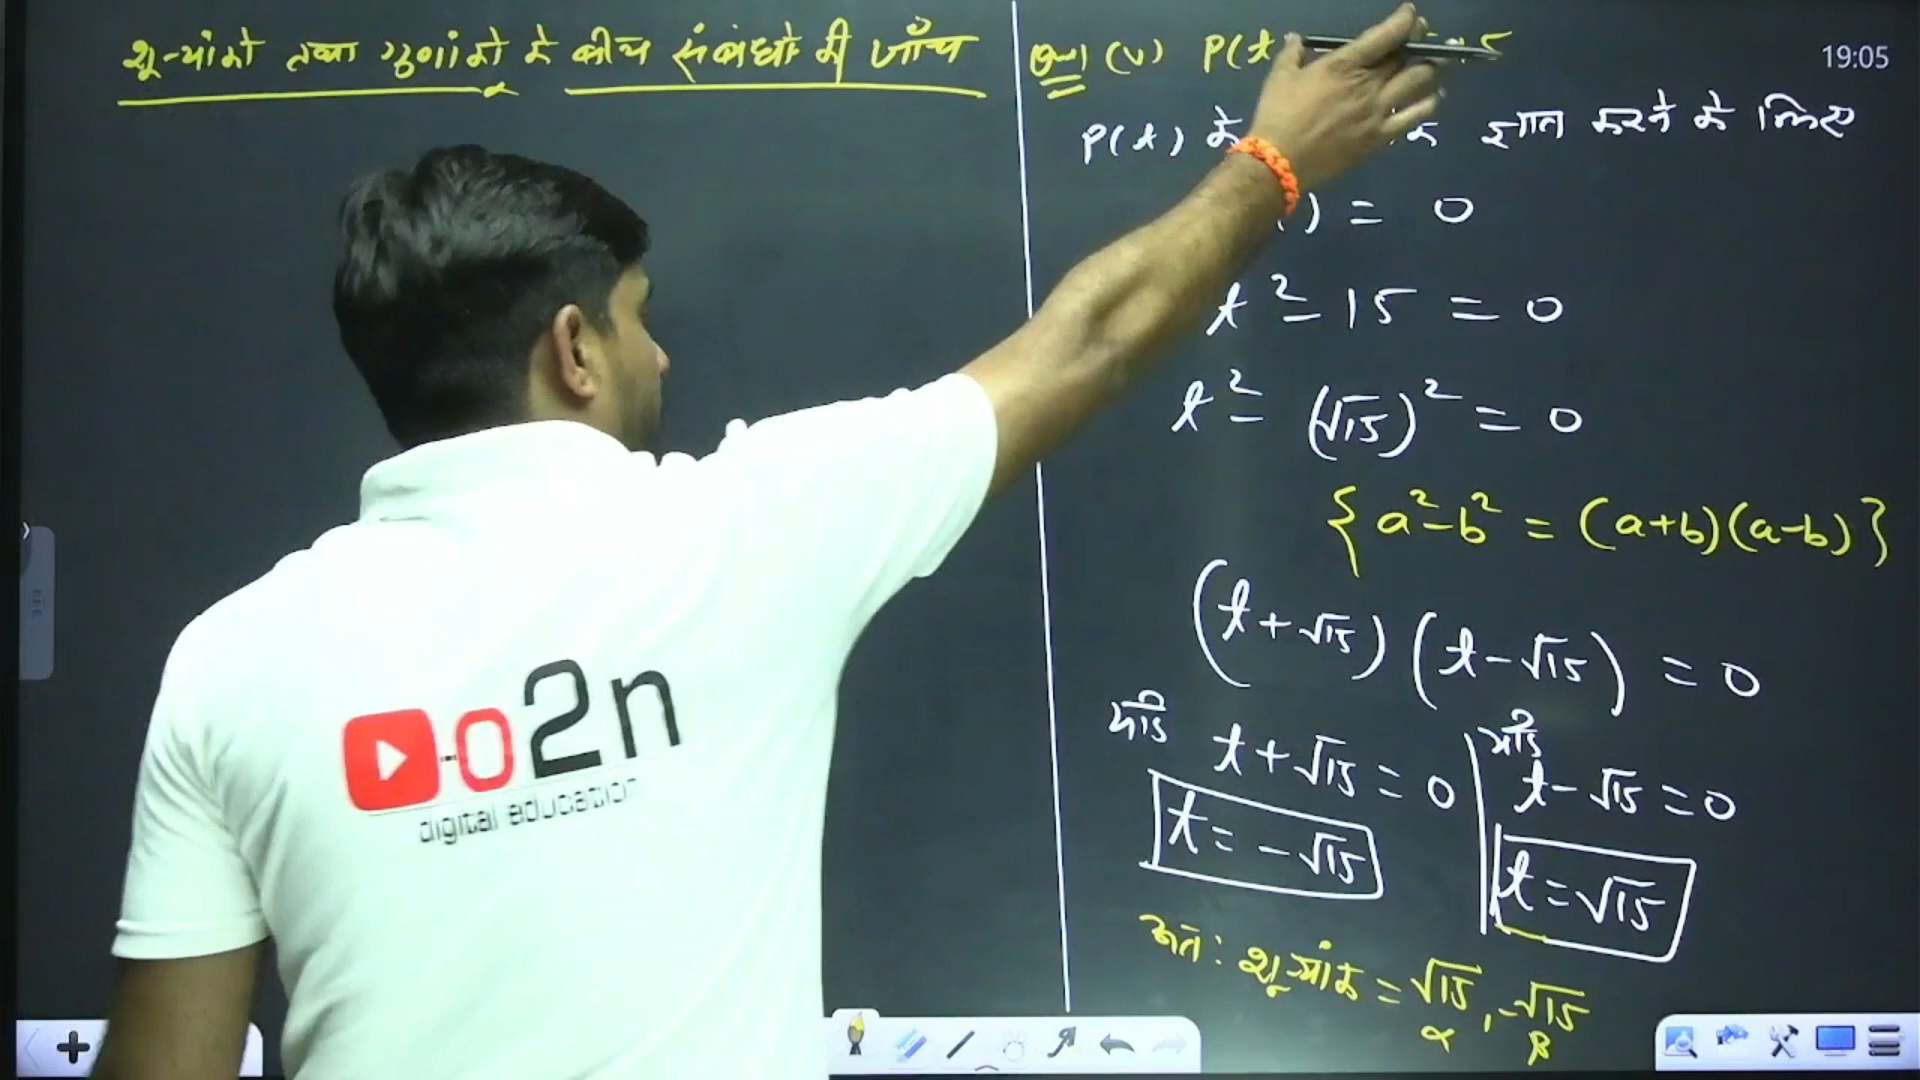 शून्यांको तथा गुणांको के बीच संबंधो की जाँच
(v) P(t
19:05
P(t) के ज्ञात करने के लिए
) = 0
t² - 15 = 0
t² - (√15)² = 0
{ a² - b² = (a+b)(a-b) }
(t + √15) (t - √15) = 0
यदि t + √15 = 0
t = - √15
यदि t - √15 = 0
t = √15
अतः शून्यांक = √15, -√15
α β
o2n
digital education